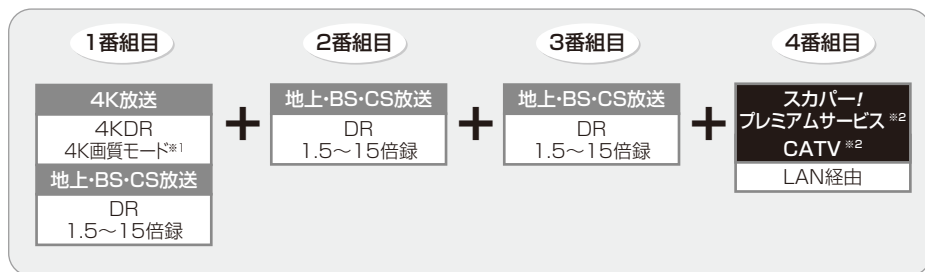 1番組目
4K放送
4KDR
4K画質モード※1
地上・BS・CS放送
DR
1.5～15倍録
+
2番組目
地上・BS・CS放送
DR
1.5～15倍録
+
3番組目
地上・BS・CS放送
DR
1.5～15倍録
+
4番組目
スカパー!
プレミアムサービス※2
CATV※2
LAN経由